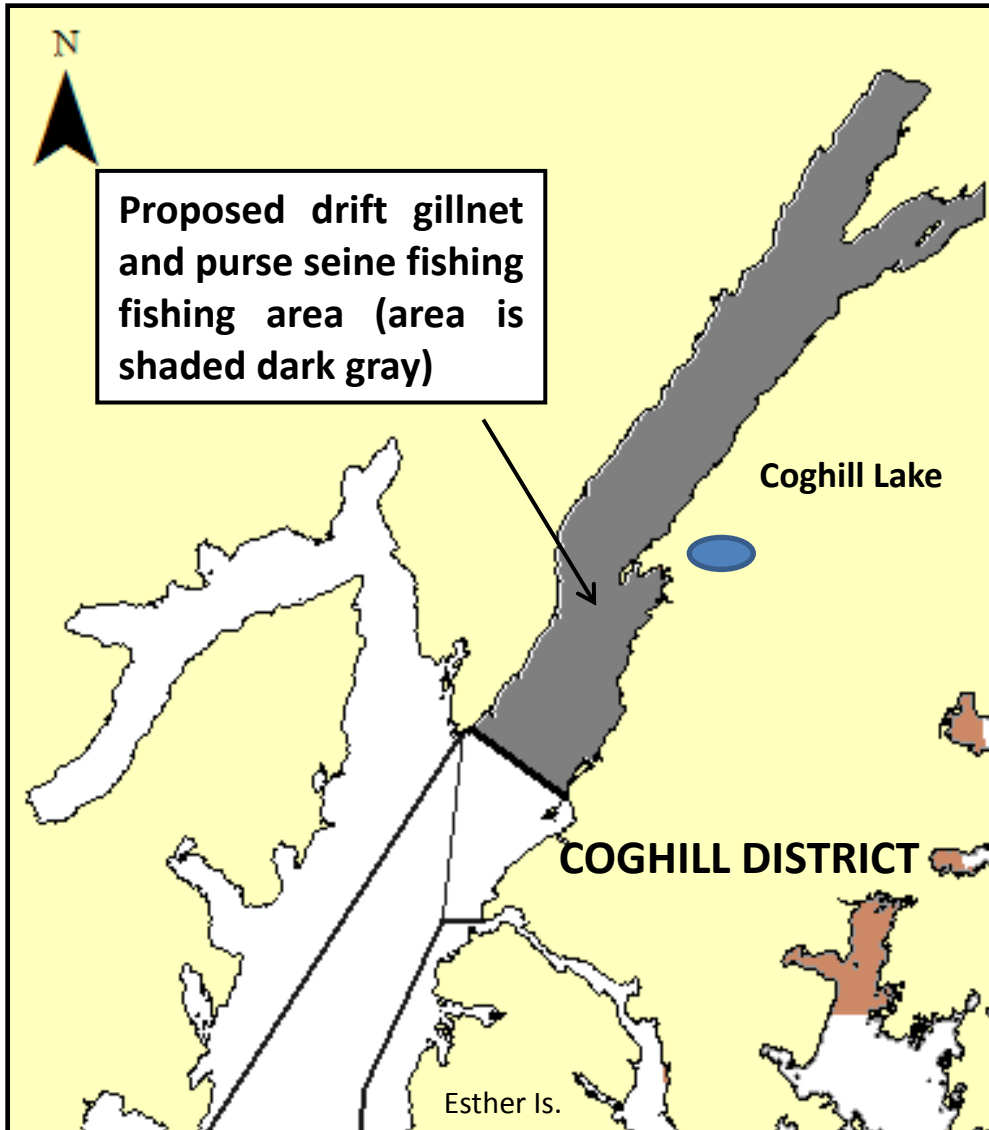 N
Proposed drift gillnet
and purse seine fishing
fishing area (area is
shaded dark gray)
Coghill Lake
COGHILL DISTRICT
Esther Is.